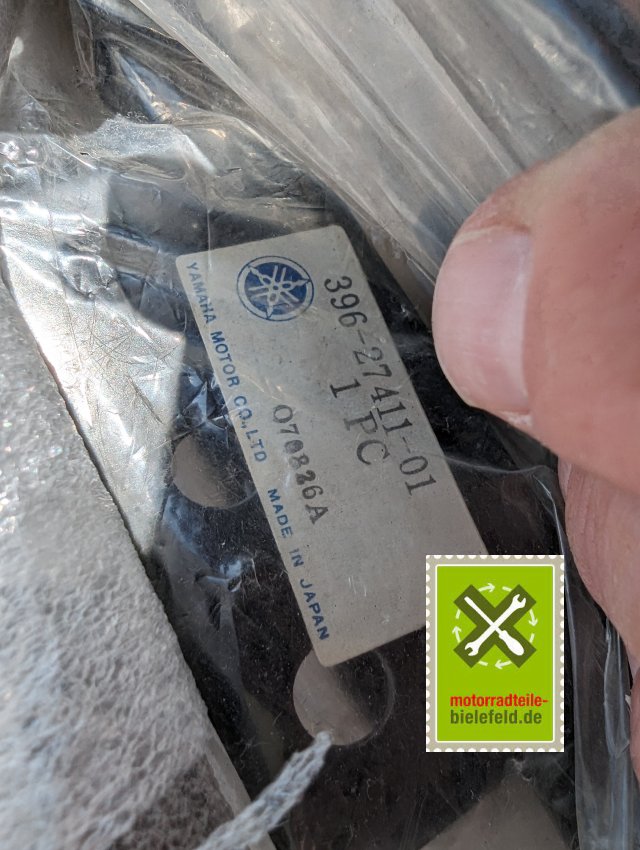 396-27411-01
1 PC
070826A
YAMAHA MOTOR CO.,LTD MADE IN JAPAN
motorradteile-
bielefeld.de